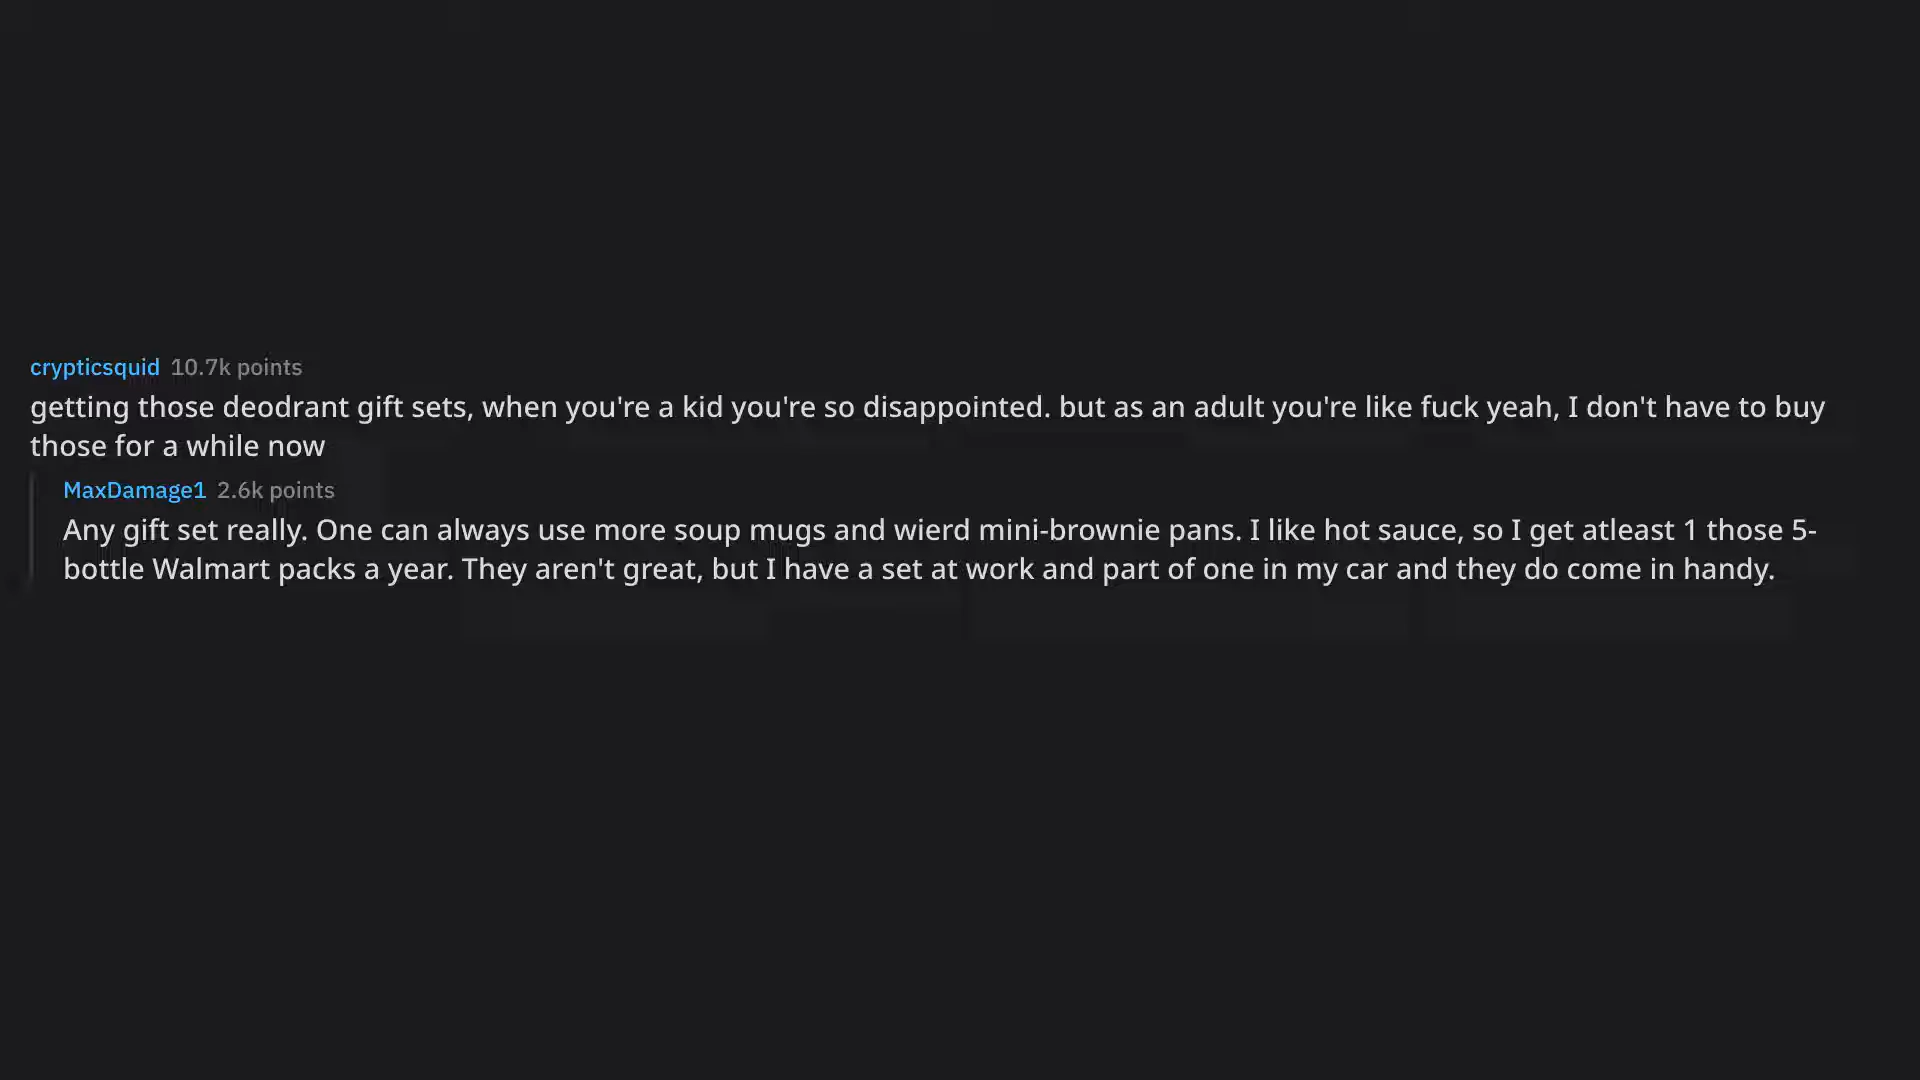 crypticsquid 10.7k points
getting those deodrant gift sets, when you're a kid you're so disappointed. but as an adult you're like fuck yeah, I don't have to buy
those for a while now
MaxDamage1 2.6k points
Any gift set really. One can always use more soup mugs and wierd mini-brownie pans. I like hot sauce, so I get atleast 1 those 5-
bottle Walmart packs a year. They aren't great, but I have a set at work and part of one in my car and they do come in handy.